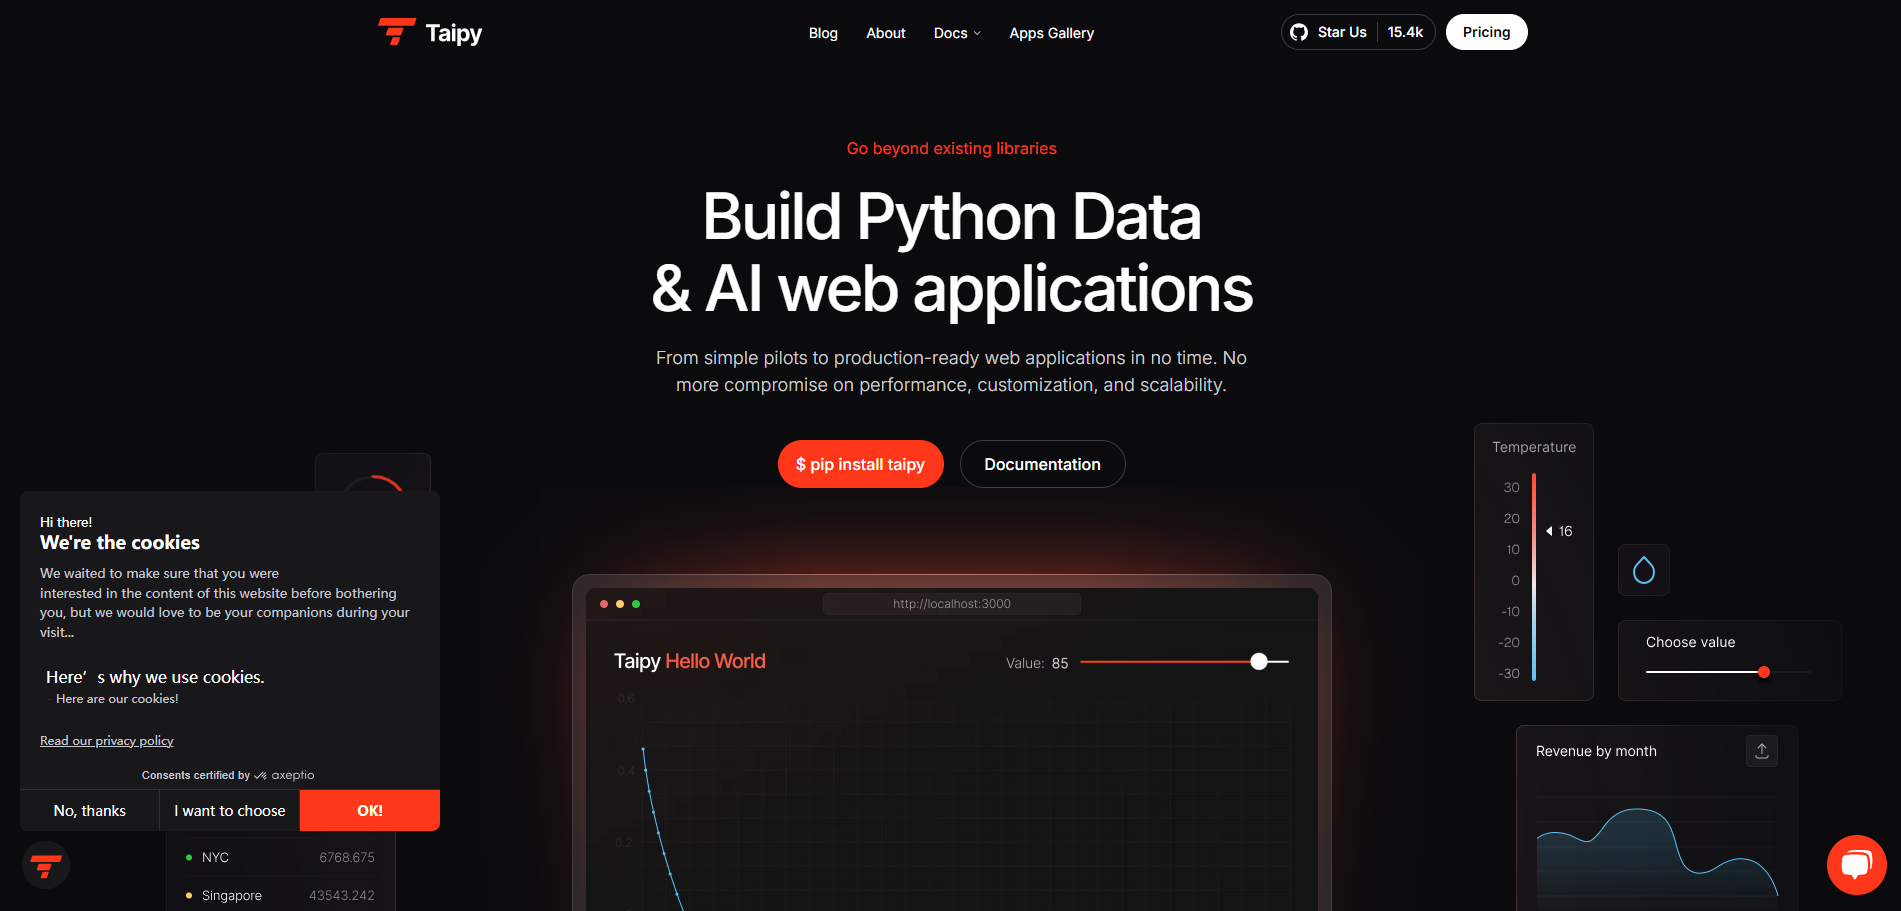 Taipy
Blog
About
Docs
Apps Gallery
Star Us
15.4k
Pricing
Go beyond existing libraries
Build Python Data
& AI web applications
From simple pilots to production-ready web applications in no time. No
more compromise on performance, customization, and scalability.
$ pip install taipy
Documentation
Hi there!
We're the cookies
We waited to make sure that you were
interested in the content of this website before bothering
you, but we would love to be your companions during your
visit...
Here’s why we use cookies.
- Here are our cookies!
Read our privacy policy
Consents certified by axeptio
No, thanks
I want to choose
OK!
NYC 6768.675
Singapore 43543.242
http://localhost:3000
Taipy Hello World
Value: 85
0.6
0.4
0.2
Temperature
30
20
16
10
0
-10
-20
-30
Choose value
Revenue by month